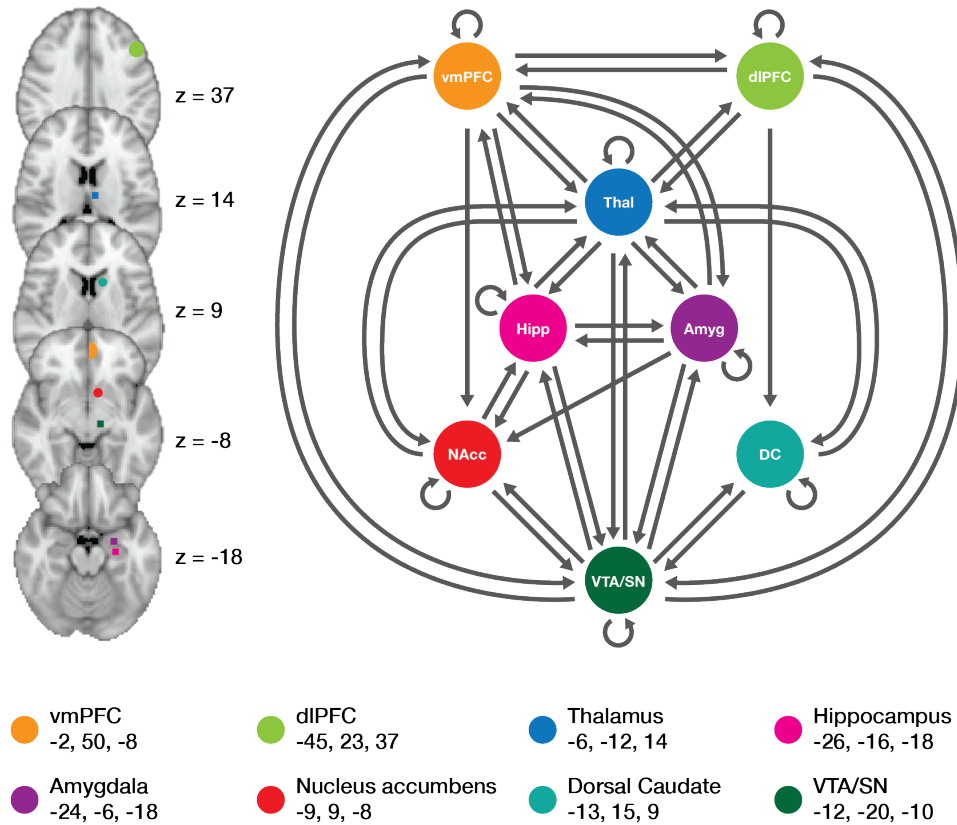 z = 37
z = 14
z = 9
z = -8
z = -18
vmPFC
dlPFC
Thal
Hipp
Amyg
NAcc
DC
VTA/SN
vmPFC
-2, 50, -8
dlPFC
-45, 23, 37
Thalamus
-6, -12, 14
Hippocampus
-26, -16, -18
Amygdala
-24, -6, -18
Nucleus accumbens
-9, 9, -8
Dorsal Caudate
-13, 15, 9
VTA/SN
-12, -20, -10